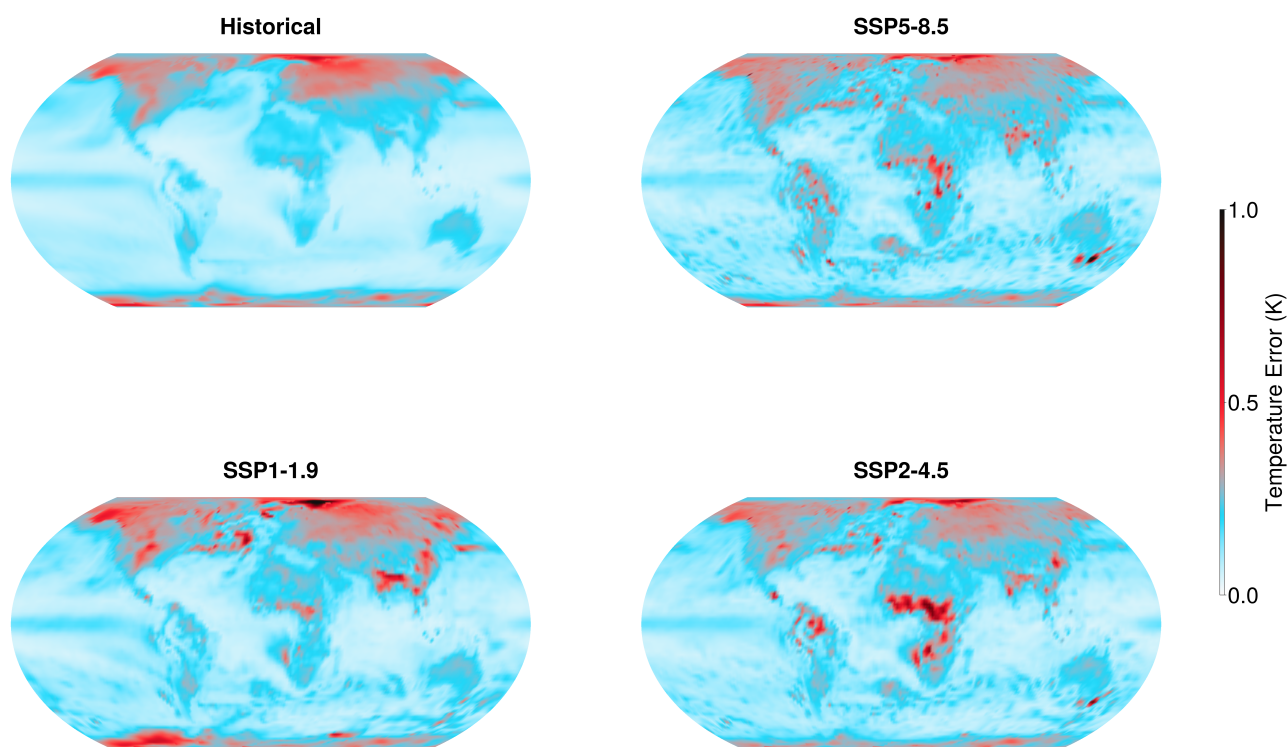 Historical
SSP5-8.5
1.0
0.5
0.0
Temperature Error (K)
SSP1-1.9
SSP2-4.5